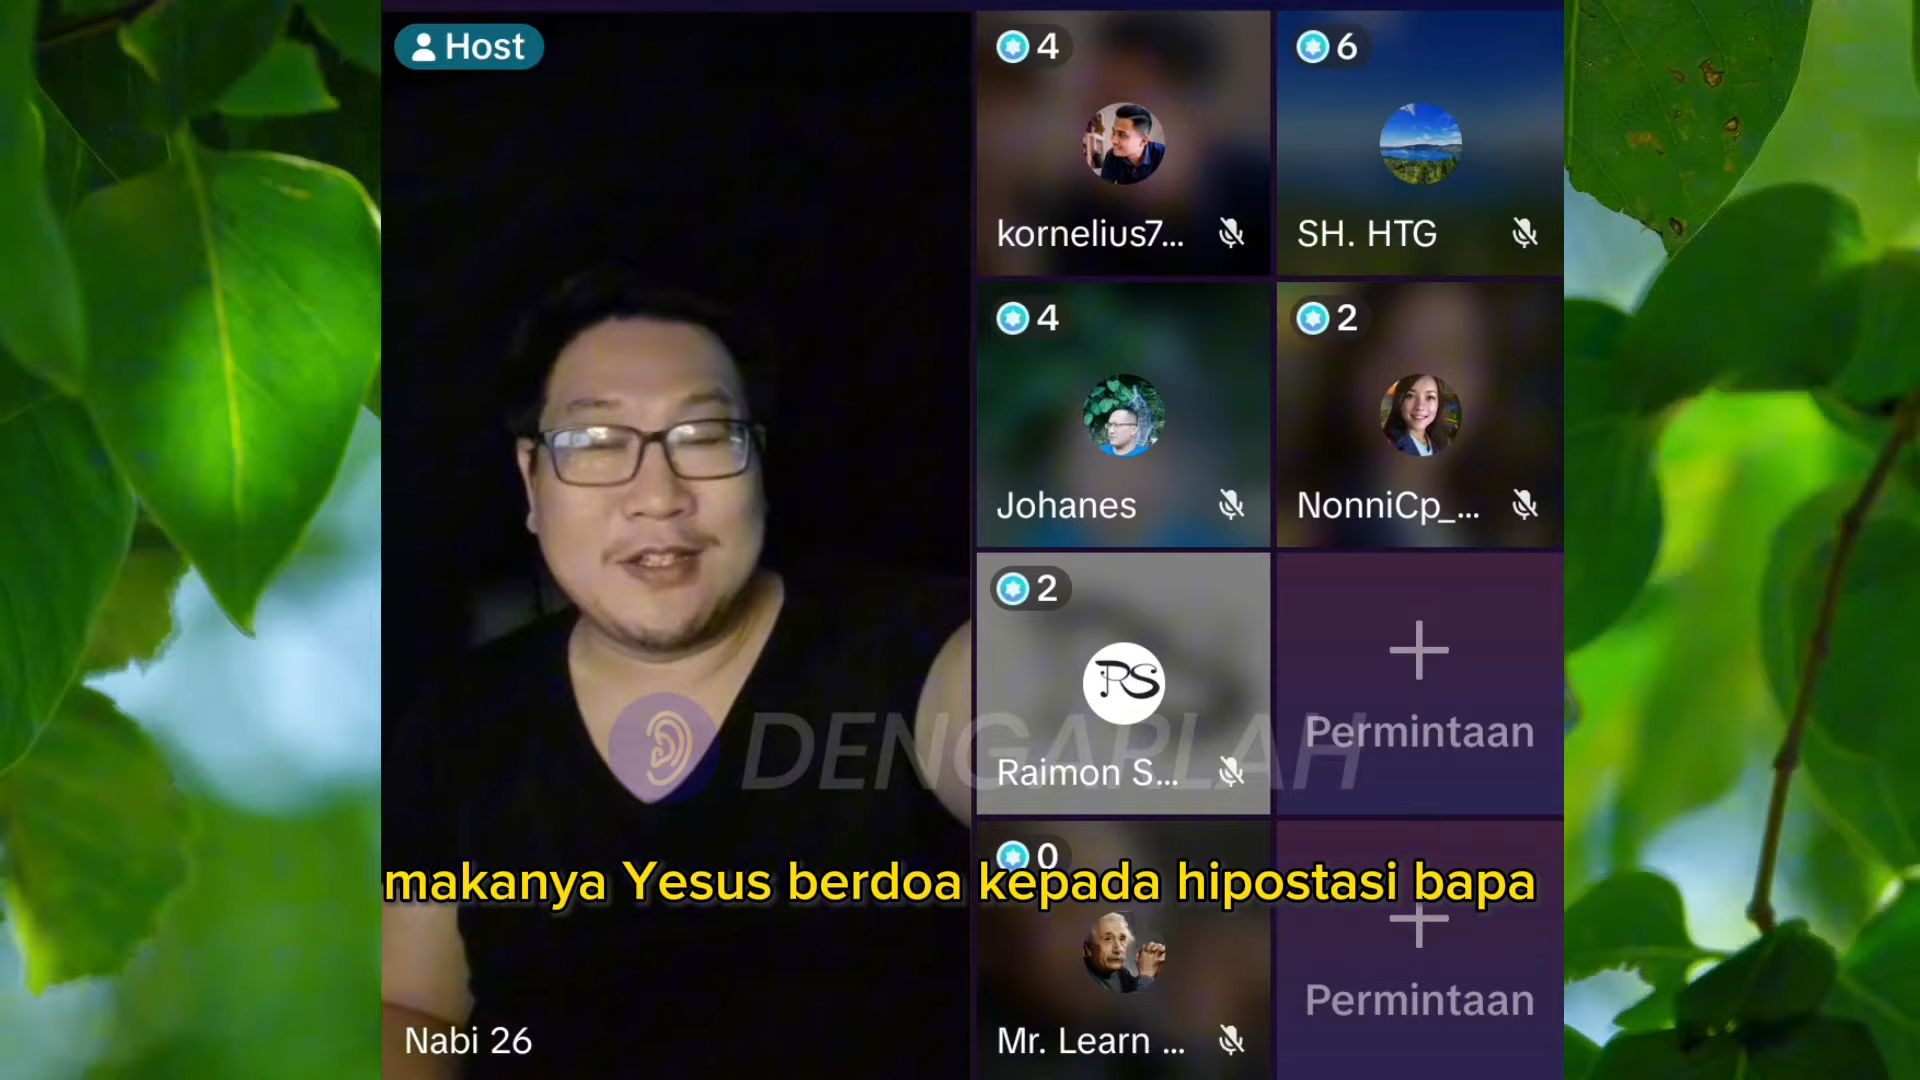 Host
4
6
kornelius7...
SH. HTG
4
2
Johanes
NonniCp_...
2
RS
Permintaan
DENGARLAH
Raimon S...
0
makanya Yesus berdoa kepada hipostasi bapa
Permintaan
Nabi 26
Mr. Learn ...